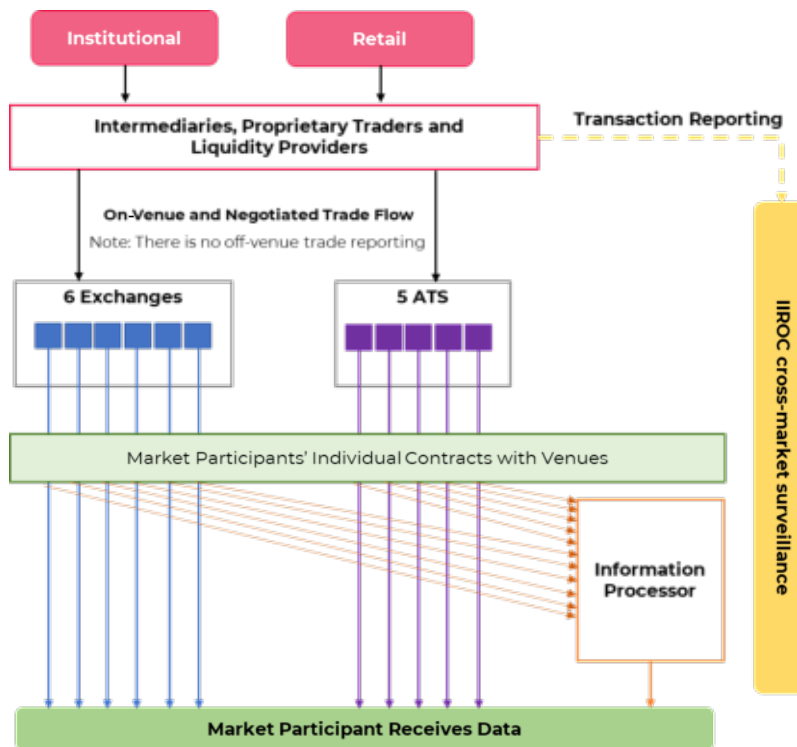 Institutional
Retail
Intermediaries, Proprietary Traders and
Liquidity Providers
Transaction Reporting
On-Venue and Negotiated Trade Flow
Note: There is no off-venue trade reporting
6 Exchanges
5 ATS
IIROC cross-market surveillance
Market Participants' Individual Contracts with Venues
Information
Processor
Market Participant Receives Data